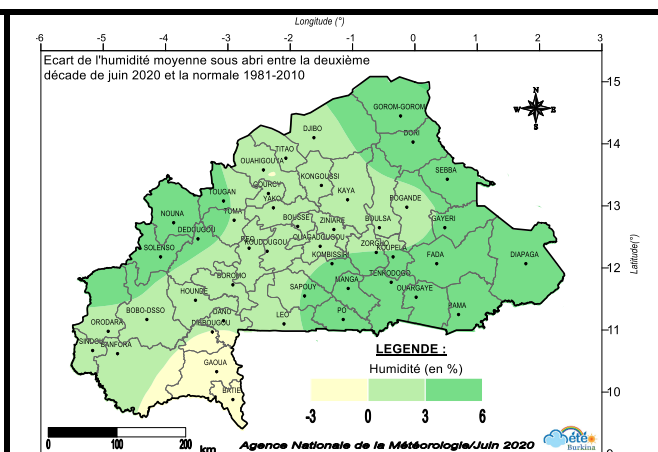 Longitude (°)
-6 -5 -4 -3 -2 -1 0 1 2 3
Ecart de l'humidité moyenne sous abri entre la deuxième
décade de juin 2020 et la normale 1981-2010
15
GOROM-GOROM
N
W E
S
DJIBO
DORI
14
TITAO
OUAHIGOUYA
KONGOUSSI
SEBBA
GOURCY
TOUGAN
KAYA
YAKO
BOGANDE
13
NOUNA
TOMA
BOUSSE
ZINIARE
BOULSA
GAYERI
DEDOUGOU
KOUDOUGOU
OUAGADOUGOU
ZORGHO
SOLENSO
KOUPELA
KOMBISSIRI
FADA
DIAPAGA
Latitude(°)
12
TENKODOGO
BOROMO
MANGA
SAPOUY
OUARGAYE
HOUNDE
BOBO-DSSO
DANO
PO
PAMA
ORODARA
DIEBOUGOU
LEO
11
SINDOU
BANFORA
LEGENDE :
GAOUA
Humidité (en %)
BATIE
10
-3 0 3 6
0 100 200 km
Agence Nationale de la Météorologie/Juin 2020
météo
Burkina
9